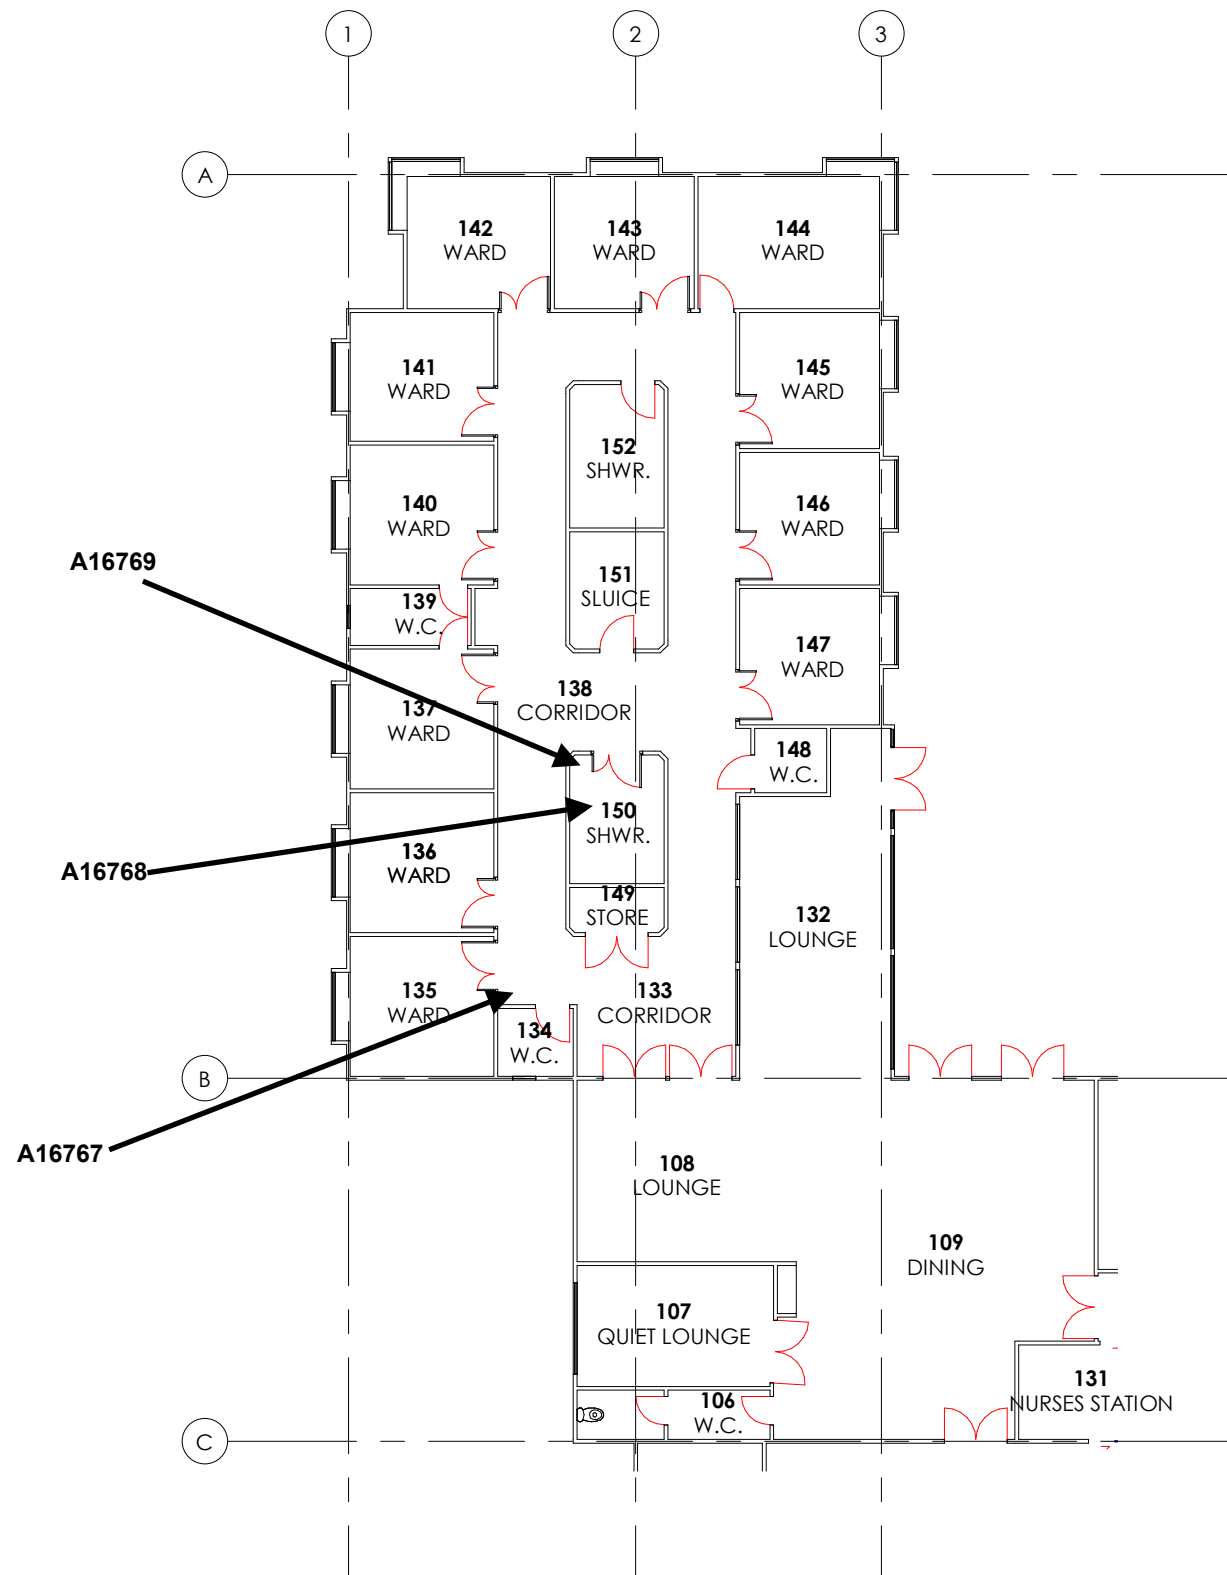 1
2
3
A
142
WARD
143
WARD
144
WARD
141
WARD
145
WARD
152
SHWR.
140
WARD
146
WARD
A16769
151
SLUICE
139
W.C.
147
WARD
138
CORRIDOR
137
WARD
148
W.C.
150
SHWR.
A16768
136
WARD
149
STORE
132
LOUNGE
135
WARD
133
CORRIDOR
134
W.C.
B
A16767
108
LOUNGE
109
DINING
107
QUIET LOUNGE
131
NURSES STATION
106
W.C.
C